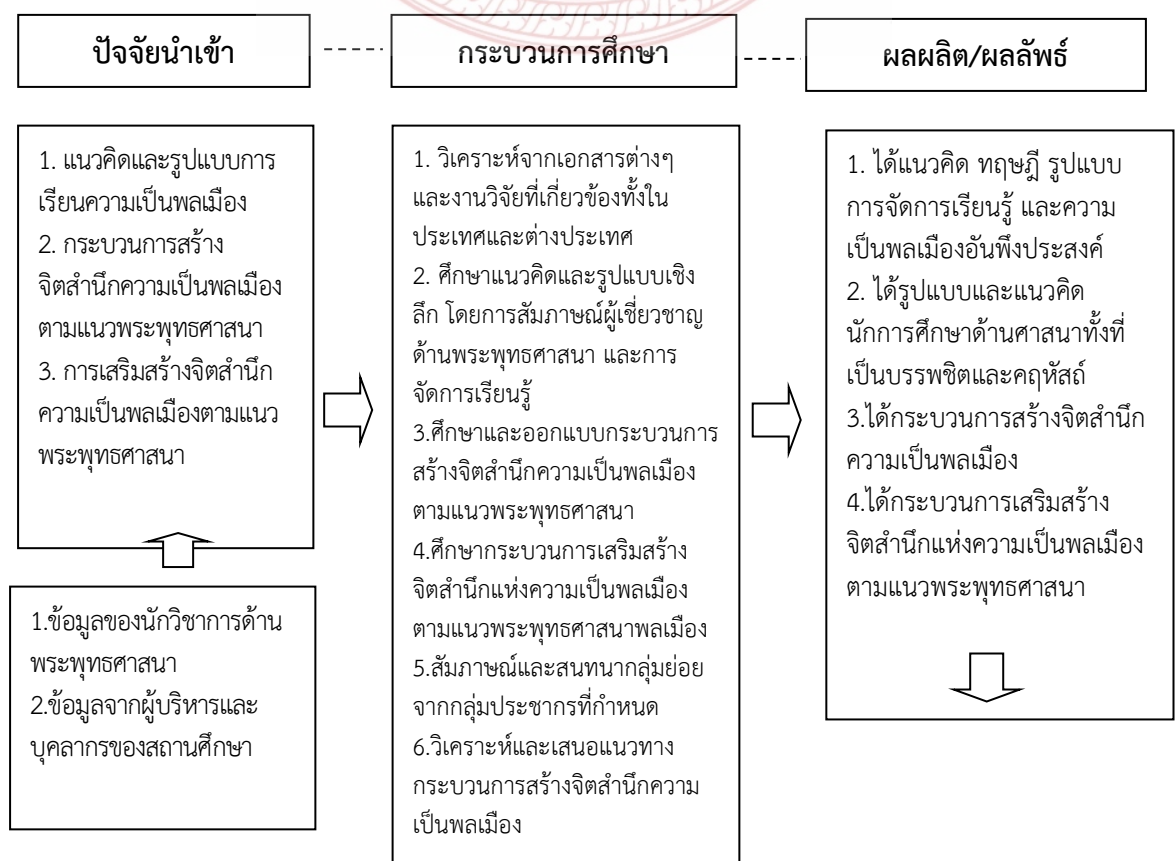 ปัจจัยนำเข้า
กระบวนการศึกษา
ผลผลิต/ผลลัพธ์
1. แนวคิดและรูปแบบการ
เรียนความเป็นพลเมือง
2. กระบวนการสร้าง
จิตสำนึกความเป็นพลเมือง
ตามแนวพระพุทธศาสนา
3. การเสริมสร้างจิตสำนึก
ความเป็นพลเมืองตามแนว
พระพุทธศาสนา
1.ข้อมูลของนักวิชาการด้าน
พระพุทธศาสนา
2.ข้อมูลจากผู้บริหารและ
บุคลากรของสถานศึกษา
1. วิเคราะห์จากเอกสารต่างๆ
และงานวิจัยที่เกี่ยวข้องทั้งใน
ประเทศและต่างประเทศ
2. ศึกษาแนวคิดและรูปแบบเชิง
ลึก โดยการสัมภาษณ์ผู้เชี่ยวชาญ
ด้านพระพุทธศาสนา และการ
จัดการเรียนรู้
3.ศึกษาและออกแบบกระบวนการ
สร้างจิตสำนึกความเป็นพลเมือง
ตามแนวพระพุทธศาสนา
4.ศึกษากระบวนการเสริมสร้าง
จิตสำนึกแห่งความเป็นพลเมือง
ตามแนวพระพุทธศาสนาพลเมือง
5.สัมภาษณ์และสนทนากลุ่มย่อย
จากกลุ่มประชากรที่กำหนด
6.วิเคราะห์และเสนอแนวทาง
กระบวนการสร้างจิตสำนึกความ
เป็นพลเมือง
1. ได้แนวคิด ทฤษฎี รูปแบบ
การจัดการเรียนรู้ และความ
เป็นพลเมืองอันพึงประสงค์
2. ได้รูปแบบและแนวคิด
นักการศึกษาด้านศาสนาทั้งที่
เป็นบรรพชิตและคฤหัสถ์
3.ได้กระบวนการสร้างจิตสำนึก
ความเป็นพลเมือง
4.ได้กระบวนการเสริมสร้าง
จิตสำนึกแห่งความเป็นพลเมือง
ตามแนวพระพุทธศาสนา